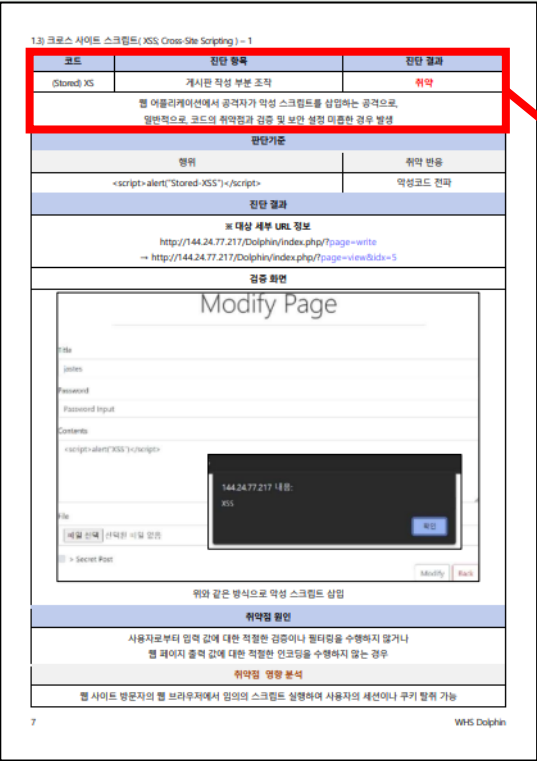 1.3) 크로스 사이트 스크립트( XSS; Cross-Site Scripting ) – 1
코드 진단 항목 진단 결과
(Stored) XS 게시판 작성 부분 조작 취약
웹 어플리케이션에서 공격자가 악성 스크립트를 삽입하는 공격으로,
일반적으로, 코드의 취약점과 검증 및 보안 설정 미흡한 경우 발생
판단기준
행위 취약 반응
<script>alert("Stored-XSS")</script> 악성코드 전파
진단 결과
※ 대상 세부 URL 정보
http://144.24.77.217/Dolphin/index.php/?page=write
→ http://144.24.77.217/Dolphin/index.php/?page=view&idx=5
검증 화면
Modify Page
Title
jastes
Password
Password Input
Contents
<script>alert("XSS")</script>
144.24.77.217 내용:
XSS
확인
File
파일 선택 선택된 파일 없음
> Secret Post
Modify Back
위와 같은 방식으로 악성 스크립트 삽입
취약점 원인
사용자로부터 입력 값에 대한 적절한 검증이나 필터링을 수행하지 않거나
웹 페이지 출력 값에 대한 적절한 인코딩을 수행하지 않는 경우
취약점 영향 분석
웹 사이트 방문자의 웹 브라우저에서 임의의 스크립트 실행하여 사용자의 세션이나 쿠키 탈취 가능
7 WHS Dolphin